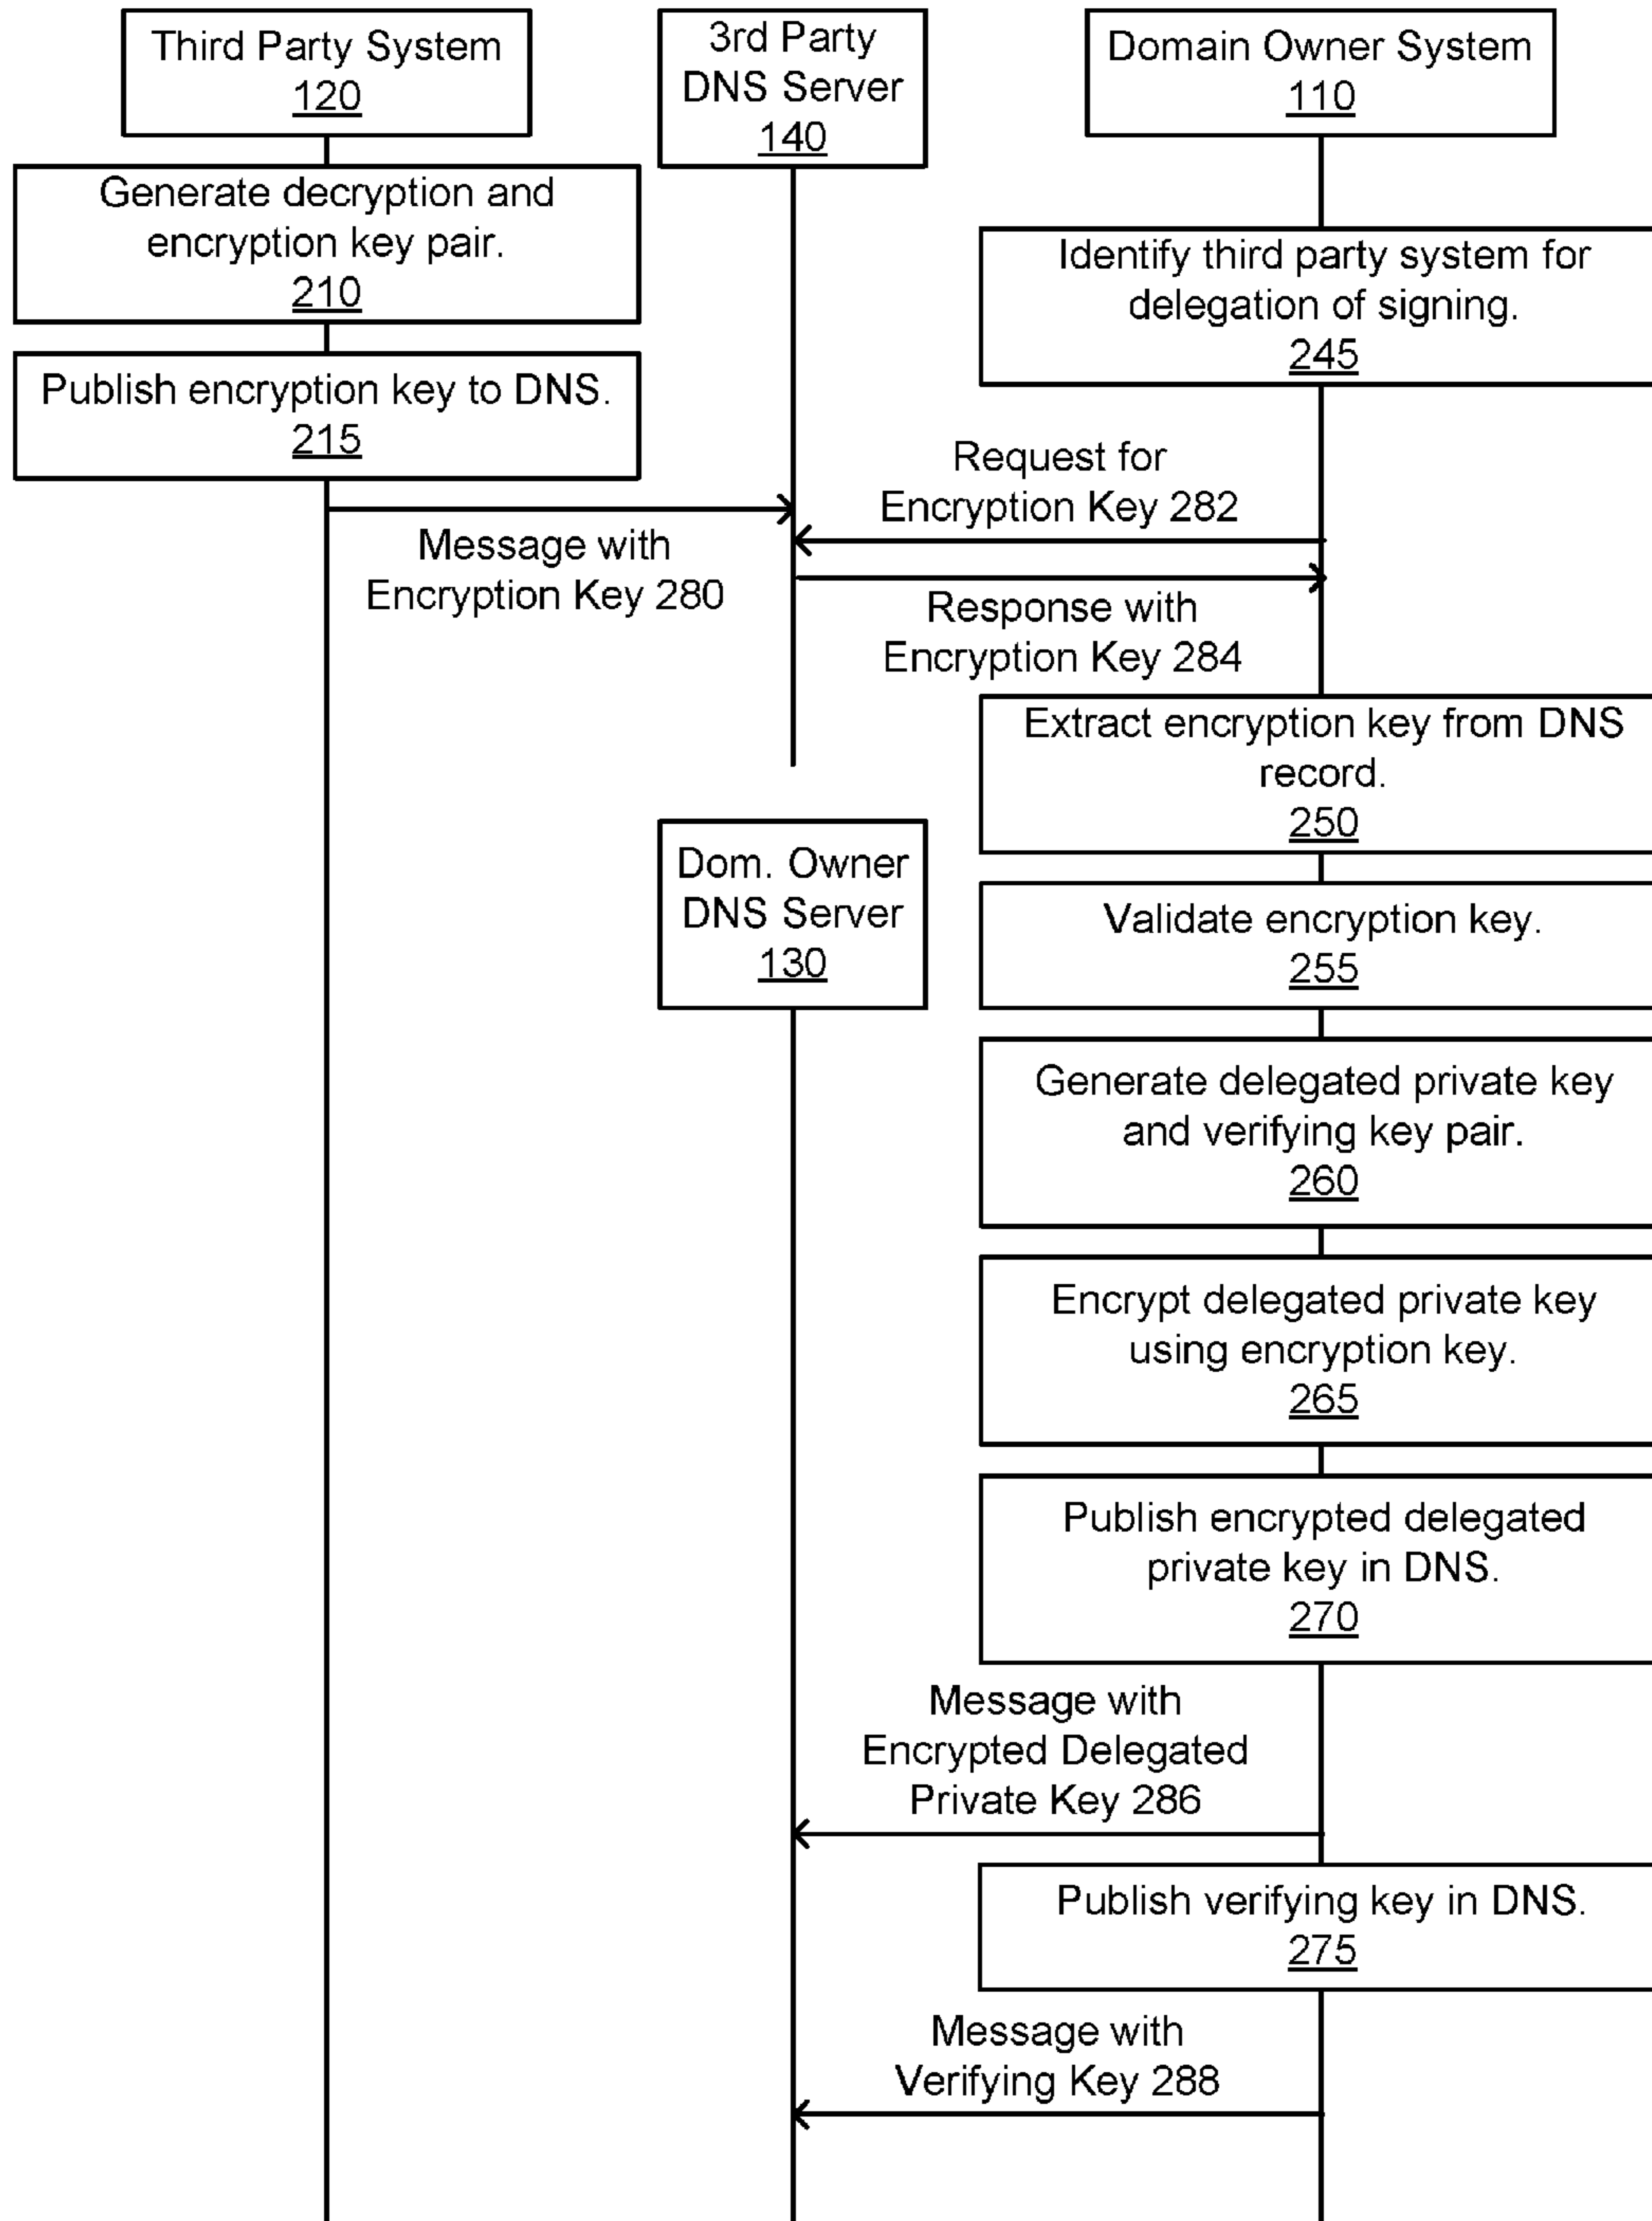 Third Party System
120
3rd Party
DNS Server
140
Domain Owner System
110
Generate decryption and
encryption key pair.
210
Identify third party system for
delegation of signing.
245
Publish encryption key to DNS.
215
Request for
Encryption Key 282
Message with
Encryption Key 280
Response with
Encryption Key 284
Extract encryption key from DNS
record.
250
Dom. Owner
DNS Server
130
Validate encryption key.
255
Generate delegated private key
and verifying key pair.
260
Encrypt delegated private key
using encryption key.
265
Publish encrypted delegated
private key in DNS.
270
Message with
Encrypted Delegated
Private Key 286
Publish verifying key in DNS.
275
Message with
Verifying Key 288